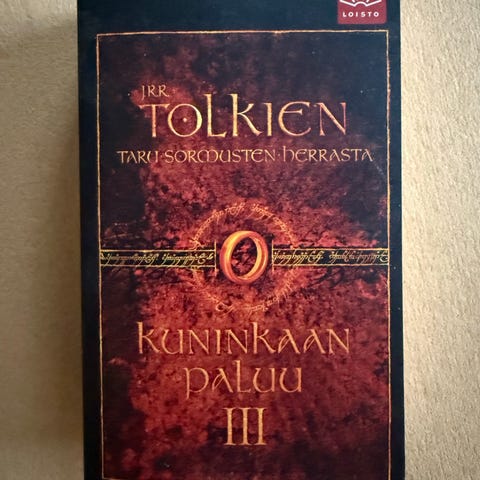 LOISTO
J.R.R.
TOLKIEN
TARU·SORMUSTEN·HERRASTA
KUNINKAAN
PALUU
III